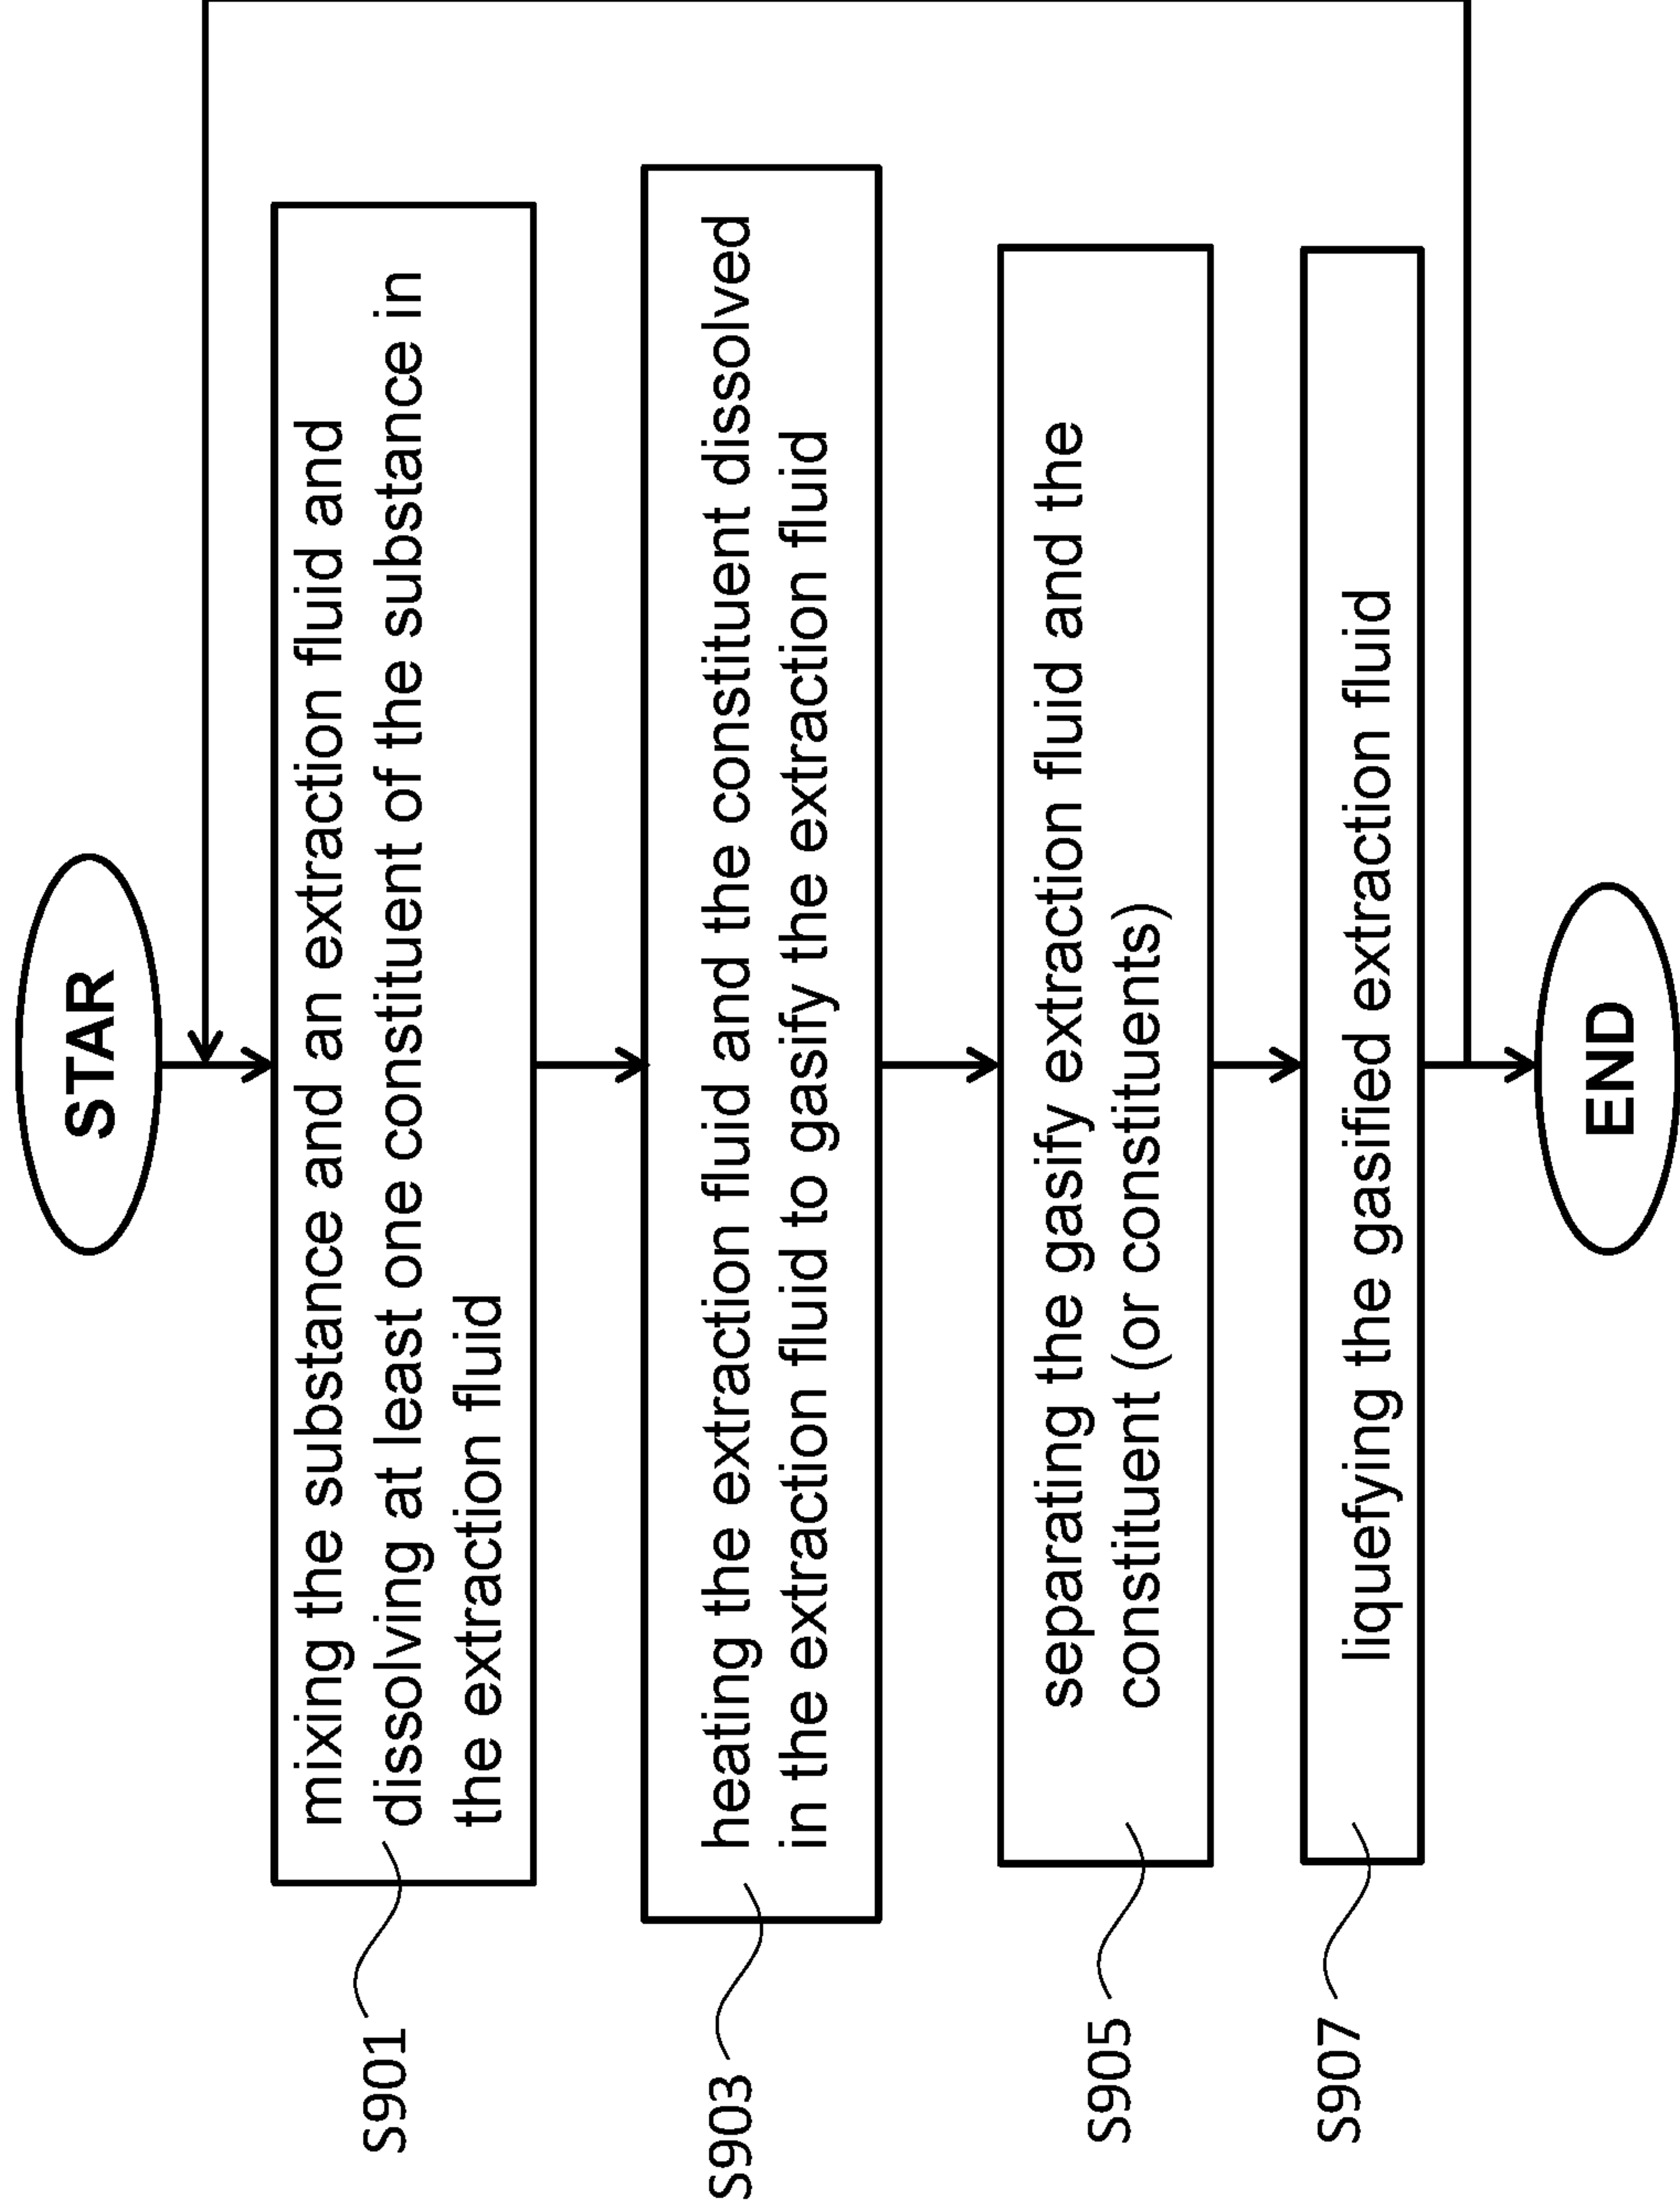 STAR
S901
mixing the substance and an extraction fluid and
dissolving at least one constituent of the substance in
the extraction fluid
S903
heating the extraction fluid and the constituent dissolved
in the extraction fluid to gasify the extraction fluid
S905
separating the gasify extraction fluid and the
constituent (or constituents)
S907
liquefying the gasified extraction fluid
END